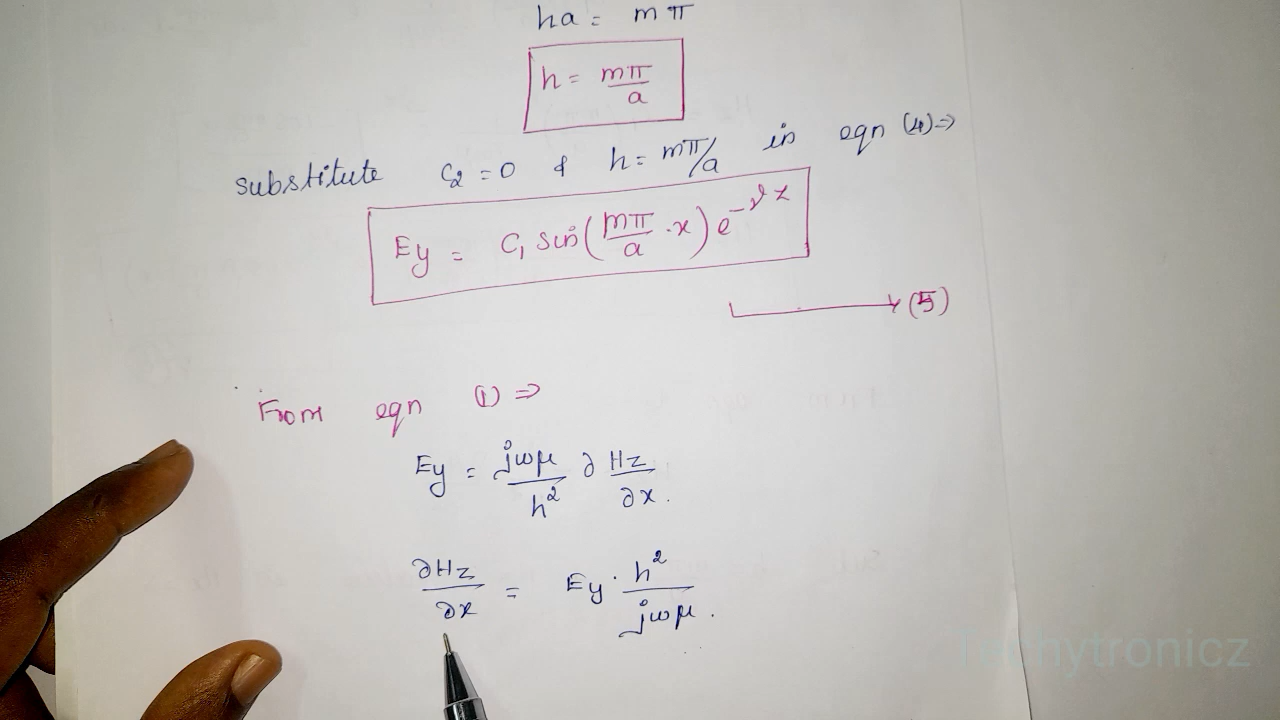 ha = mπ
h = mπ/a
substitute C₂ = 0 & h = mπ/a in eqn (4) ⇒
Ey = C₁ sin(mπ/a · x) e^-γz
(5)
From eqn (1) ⇒
Ey = jωμ/h² ∂Hz/∂x.
∂Hz/∂x = Ey · h²/jωμ.
Techytronicz